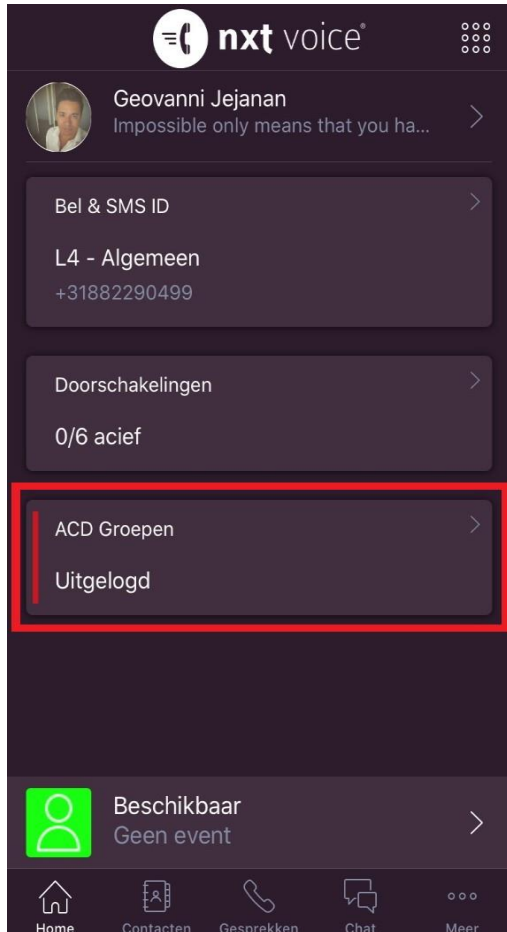 nxt voice®
Geovanni Jejanan
Impossible only means that you ha...
Bel & SMS ID
L4 - Algemeen
+31882290499
Doorschakelingen
0/6 acief
ACD Groepen
Uitgelogd
Beschikbaar
Geen event
Home Contacten Gesprekken Chat Meer